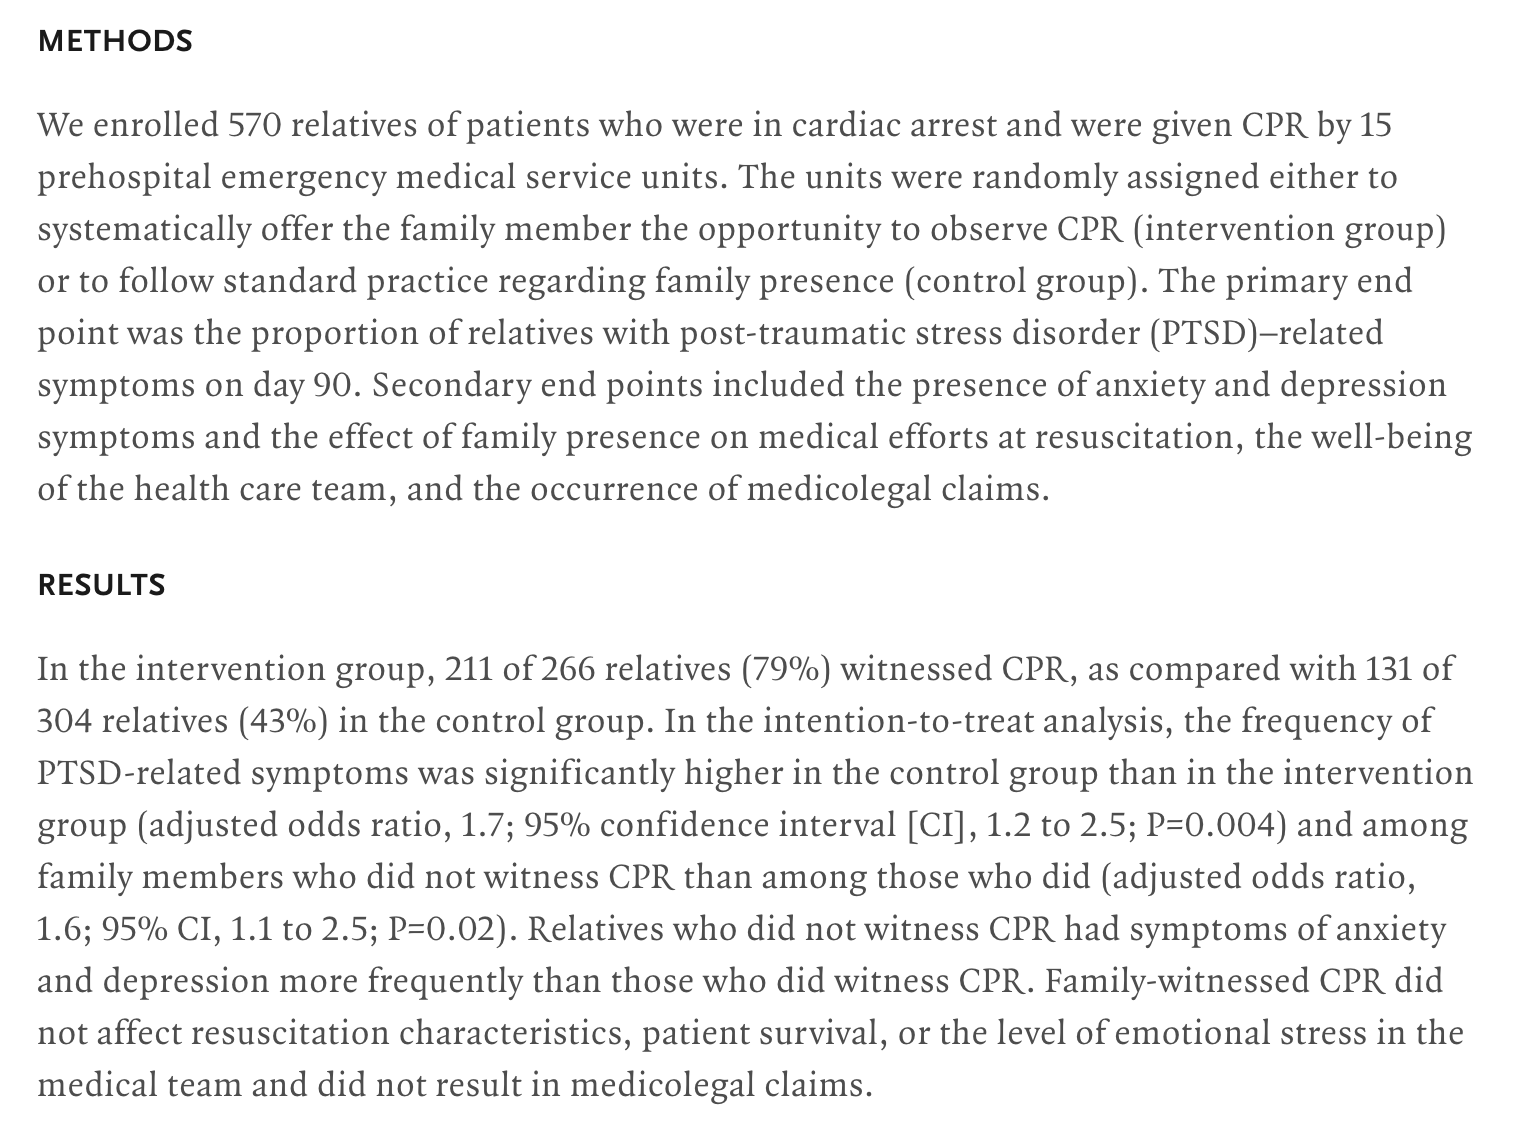 METHODS
We enrolled 570 relatives of patients who were in cardiac arrest and were given CPR by 15
prehospital emergency medical service units. The units were randomly assigned either to
systematically offer the family member the opportunity to observe CPR (intervention group)
or to follow standard practice regarding family presence (control group). The primary end
point was the proportion of relatives with post-traumatic stress disorder (PTSD)–related
symptoms on day 90. Secondary end points included the presence of anxiety and depression
symptoms and the effect of family presence on medical efforts at resuscitation, the well-being
of the health care team, and the occurrence of medicolegal claims.
RESULTS
In the intervention group, 211 of 266 relatives (79%) witnessed CPR, as compared with 131 of
304 relatives (43%) in the control group. In the intention-to-treat analysis, the frequency of
PTSD-related symptoms was significantly higher in the control group than in the intervention
group (adjusted odds ratio, 1.7; 95% confidence interval [CI], 1.2 to 2.5; P=0.004) and among
family members who did not witness CPR than among those who did (adjusted odds ratio,
1.6; 95% CI, 1.1 to 2.5; P=0.02). Relatives who did not witness CPR had symptoms of anxiety
and depression more frequently than those who did witness CPR. Family-witnessed CPR did
not affect resuscitation characteristics, patient survival, or the level of emotional stress in the
medical team and did not result in medicolegal claims.